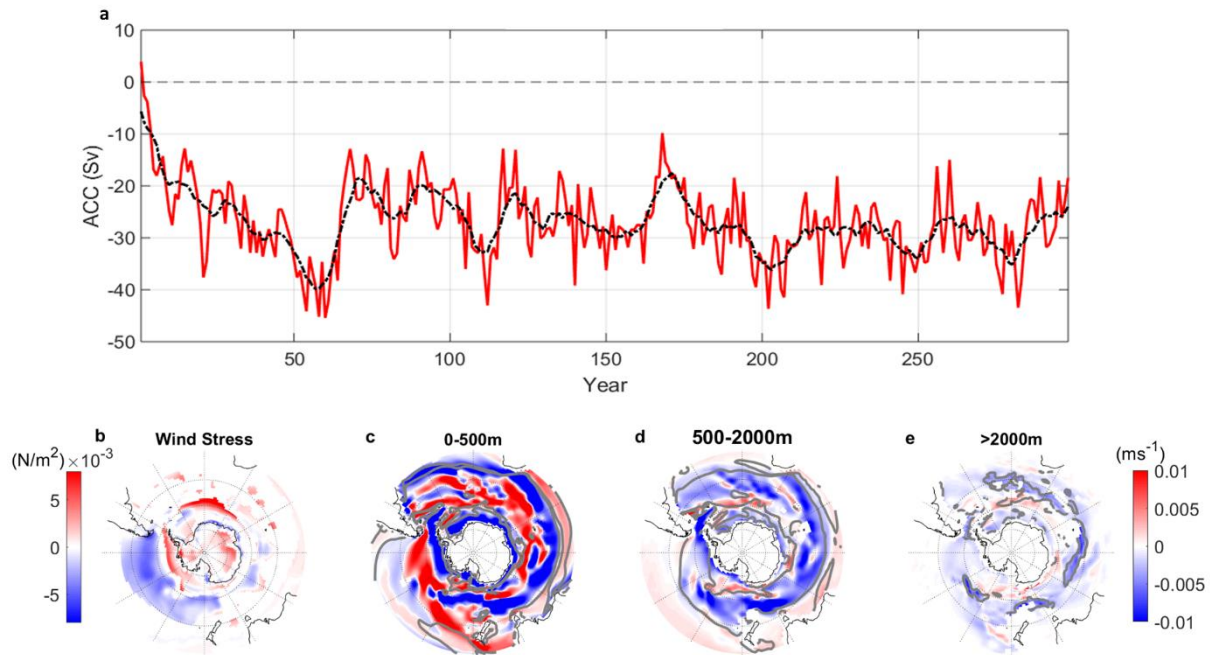 a
10
0
-10
-20
-30
-40
-50
ACC (Sv)
50
100
150
200
250
Year
b
Wind Stress
c
0-500m
d
500-2000m
e
>2000m
(N/m²) ×10⁻³
5
0
-5
(ms⁻¹)
0.01
0.005
0
-0.005
-0.01